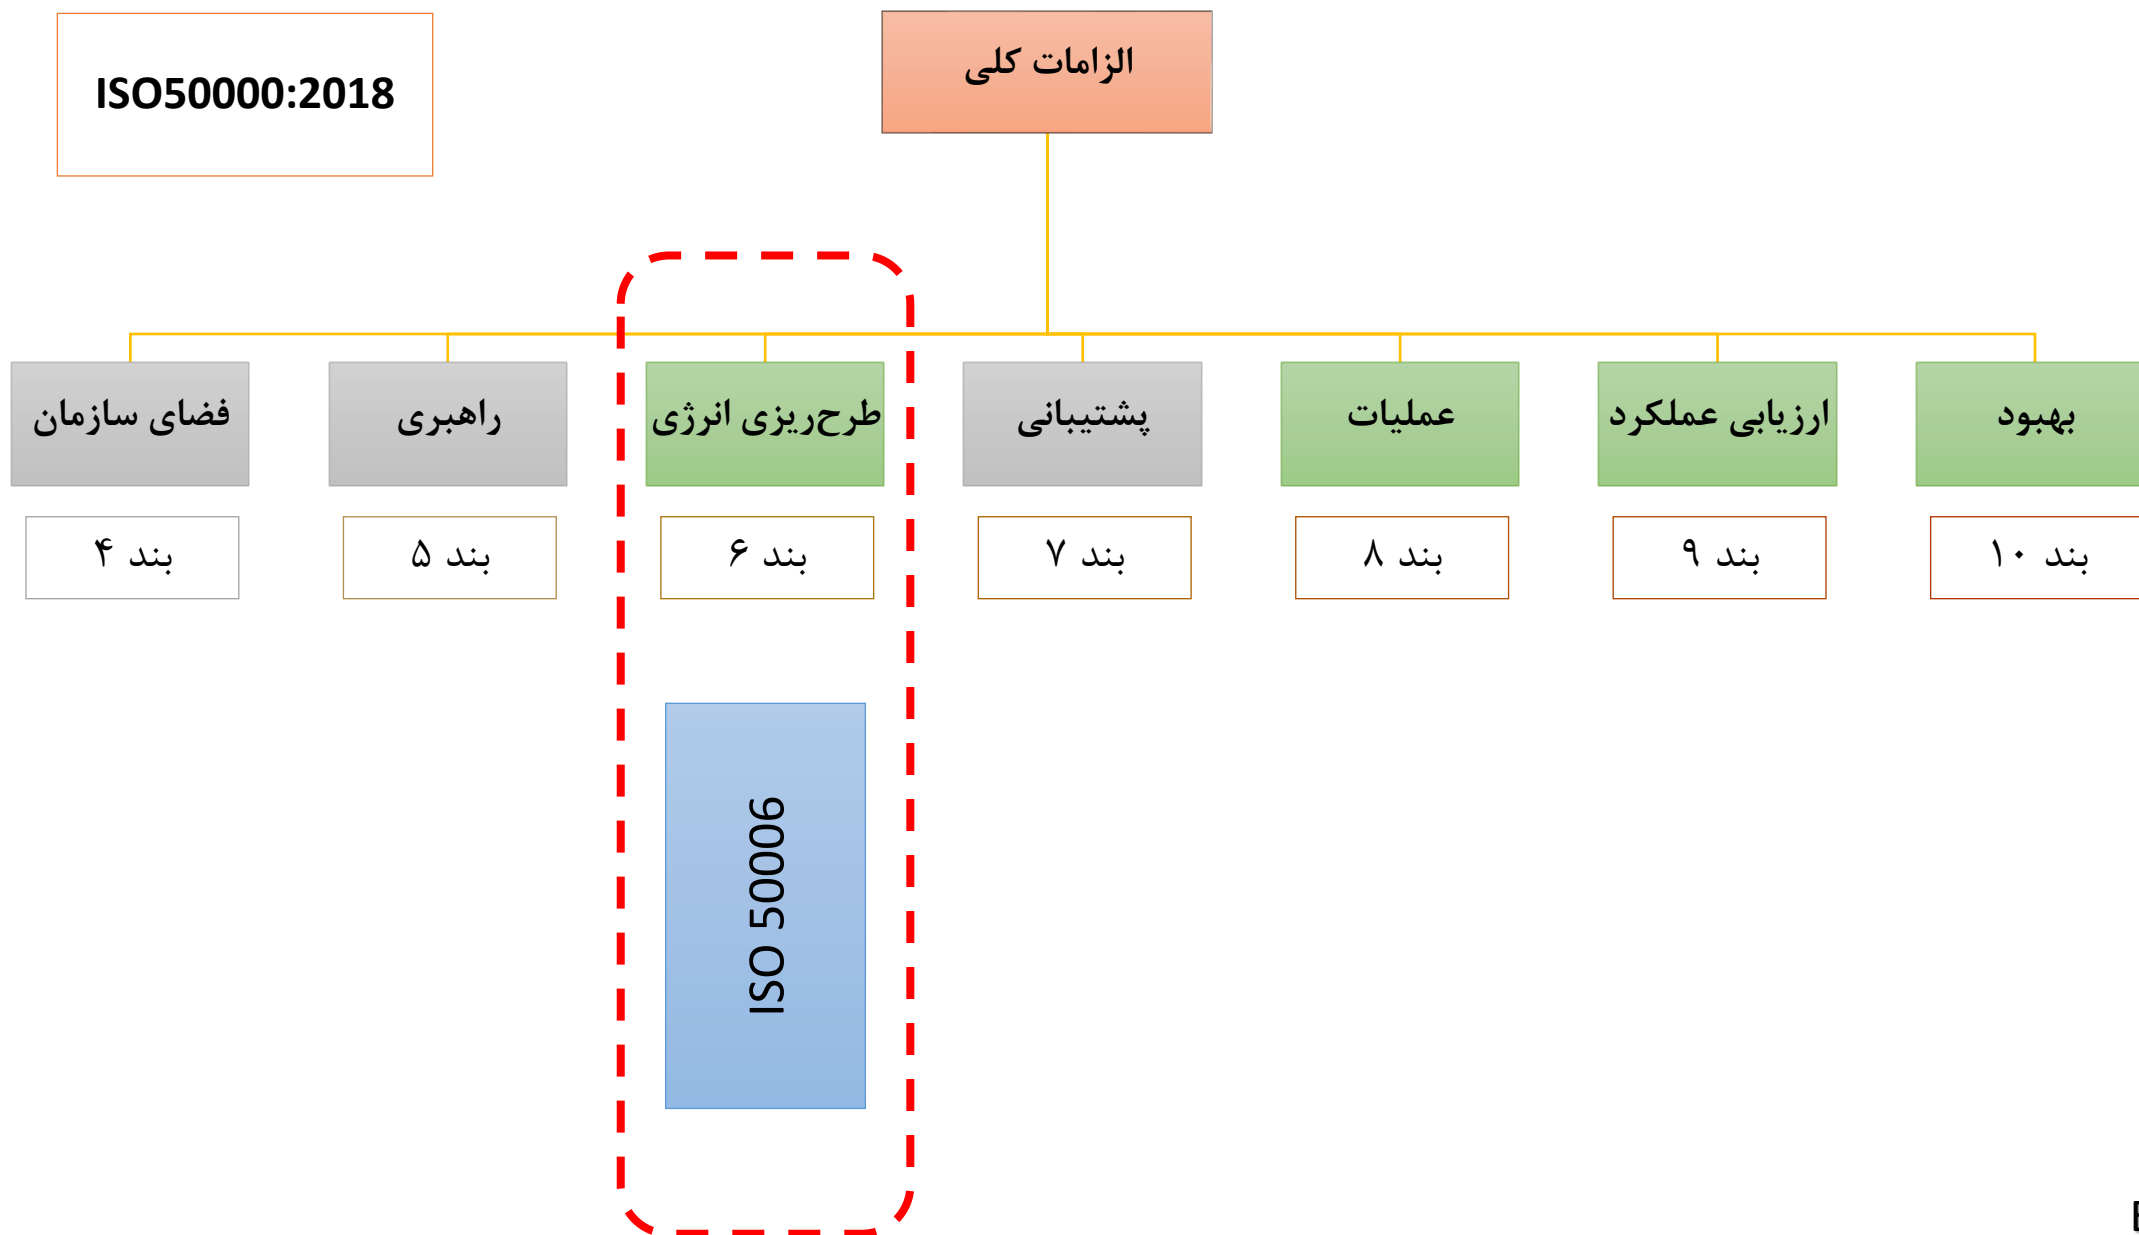 ISO50000:2018
الزامات کلی
فضای سازمان
راهبری
طرح‌ریزی انرژی
پشتیبانی
عملیات
ارزیابی عملکرد
بهبود
بند ۴
بند ۵
بند ۶
بند ۷
بند ۸
بند ۹
بند ۱۰
ISO 50006